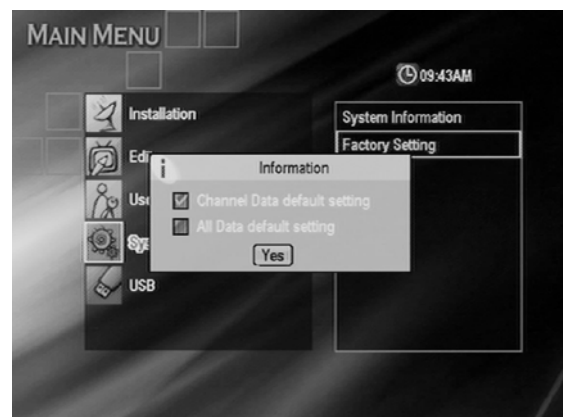 MAIN MENU
09:43AM
Installation
System Information
Factory Setting
Information
Channel Data default setting
All Data default setting
Yes
USB